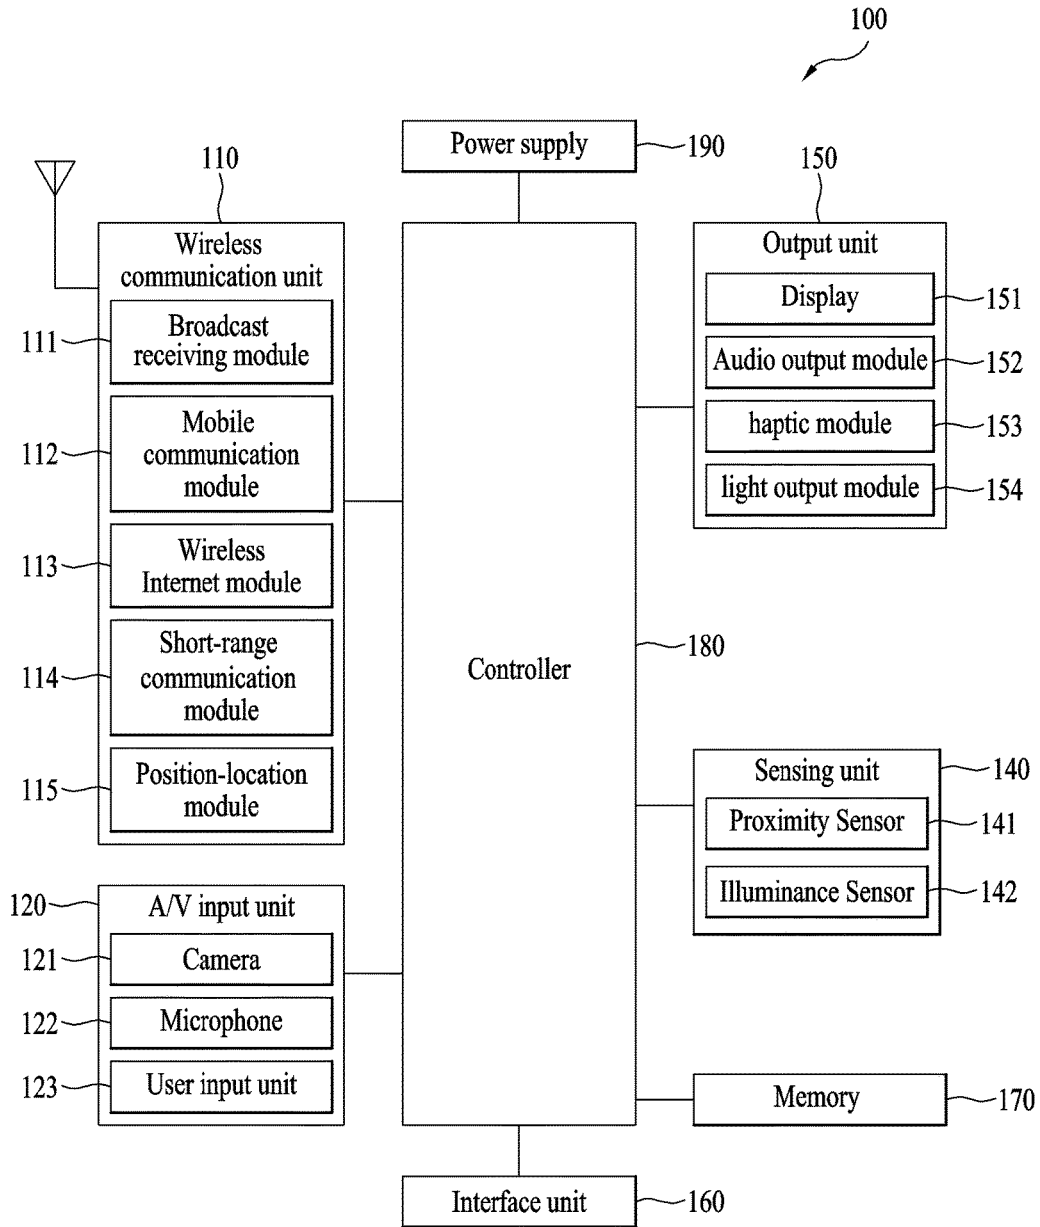 100
Power supply
190
110
Wireless
communication unit
111
Broadcast
receiving module
112
Mobile
communication
module
113
Wireless
Internet module
114
Short-range
communication
module
115
Position-location
module
120
A/V input unit
121
Camera
122
Microphone
123
User input unit
Controller
180
150
Output unit
Display
151
Audio output module
152
haptic module
153
light output module
154
Sensing unit
140
Proximity Sensor
141
Illuminance Sensor
142
Memory
170
Interface unit
160